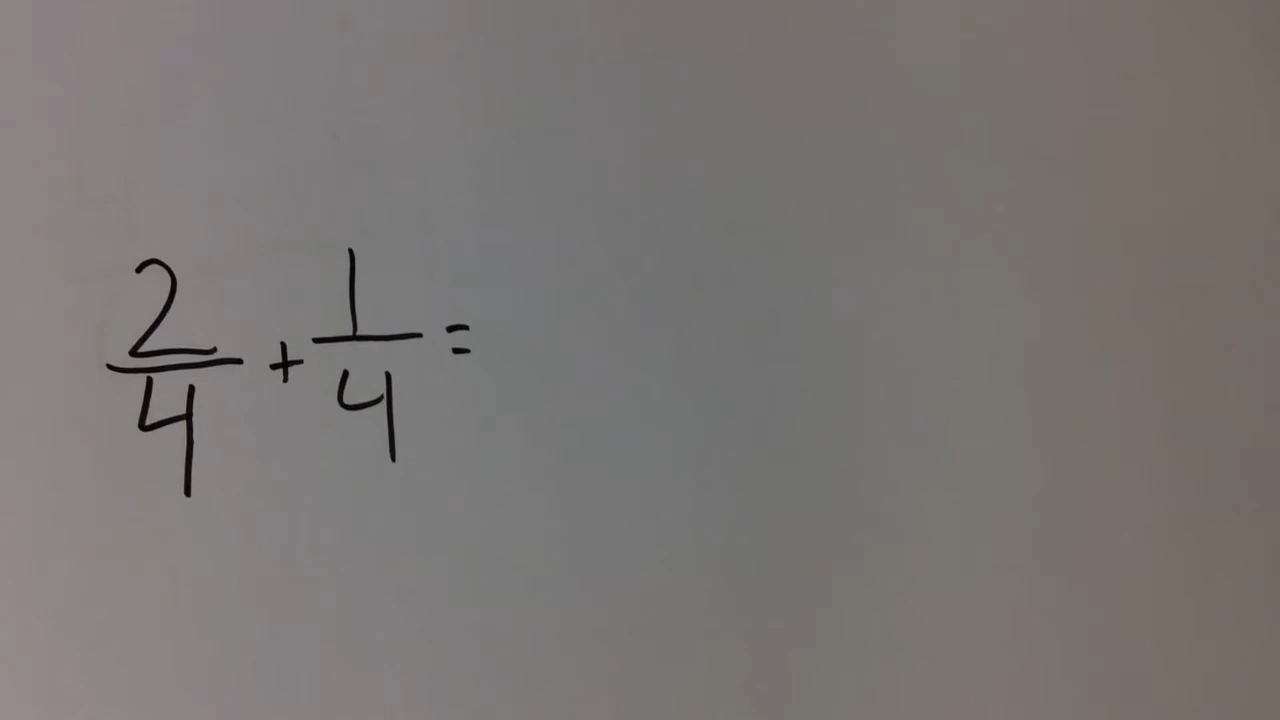 2/4 + 1/4 =